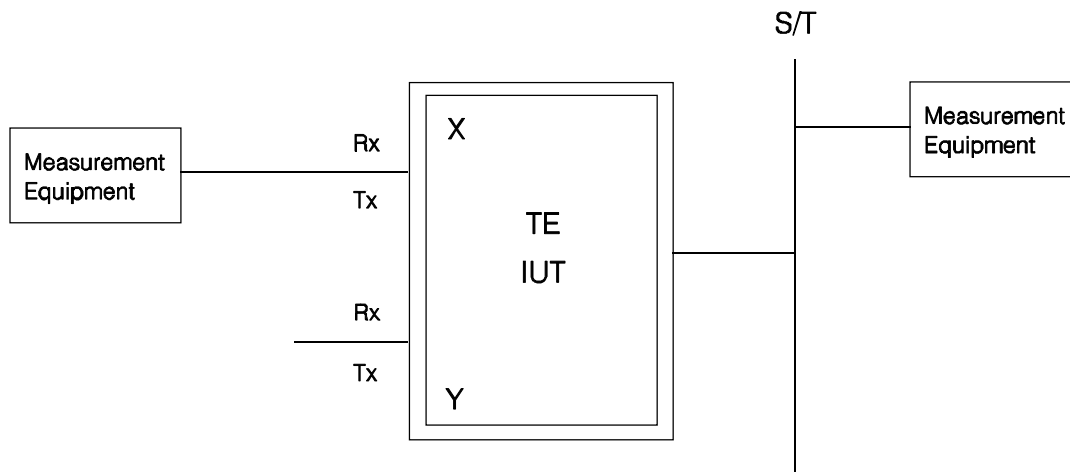 S/T
Measurement
Equipment
Rx
Tx
X
TE
IUT
Measurement
Equipment
Rx
Tx
Y